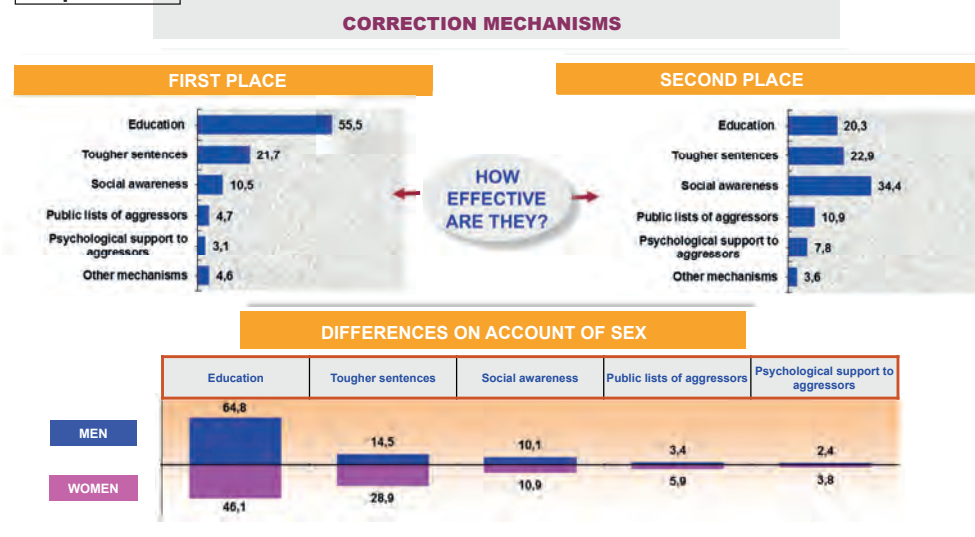 CORRECTION MECHANISMS
FIRST PLACE
Education 55,5
Tougher sentences 21,7
Social awareness 10,5
Public lists of aggressors 4,7
Psychological support to
aggressors 3,1
Other mechanisms 4,6
HOW
EFFECTIVE
ARE THEY?
SECOND PLACE
Education 20,3
Tougher sentences 22,9
Social awareness 34,4
Public lists of aggressors 10,9
Psychological support to
aggressors 7,8
Other mechanisms 3,6
DIFFERENCES ON ACCOUNT OF SEX
Education Tougher sentences Social awareness Public lists of aggressors Psychological support to
aggressors
MEN 64,8 14,5 10,1 3,4 2,4
WOMEN 46,1 28,9 10,9 5,9 3,8